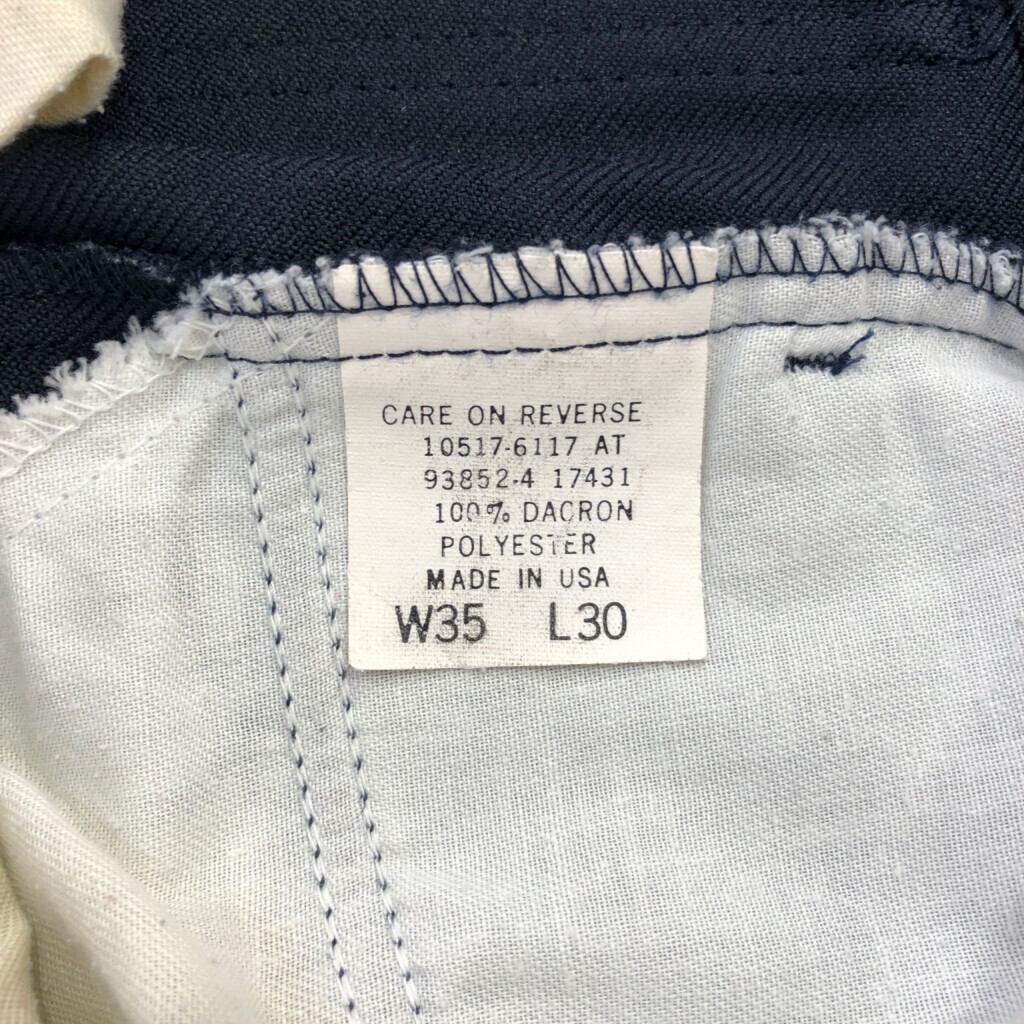 CARE ON REVERSE
10517-6117 AT
93852-4 17431
100% DACRON
POLYESTER
MADE IN USA
W35 L30